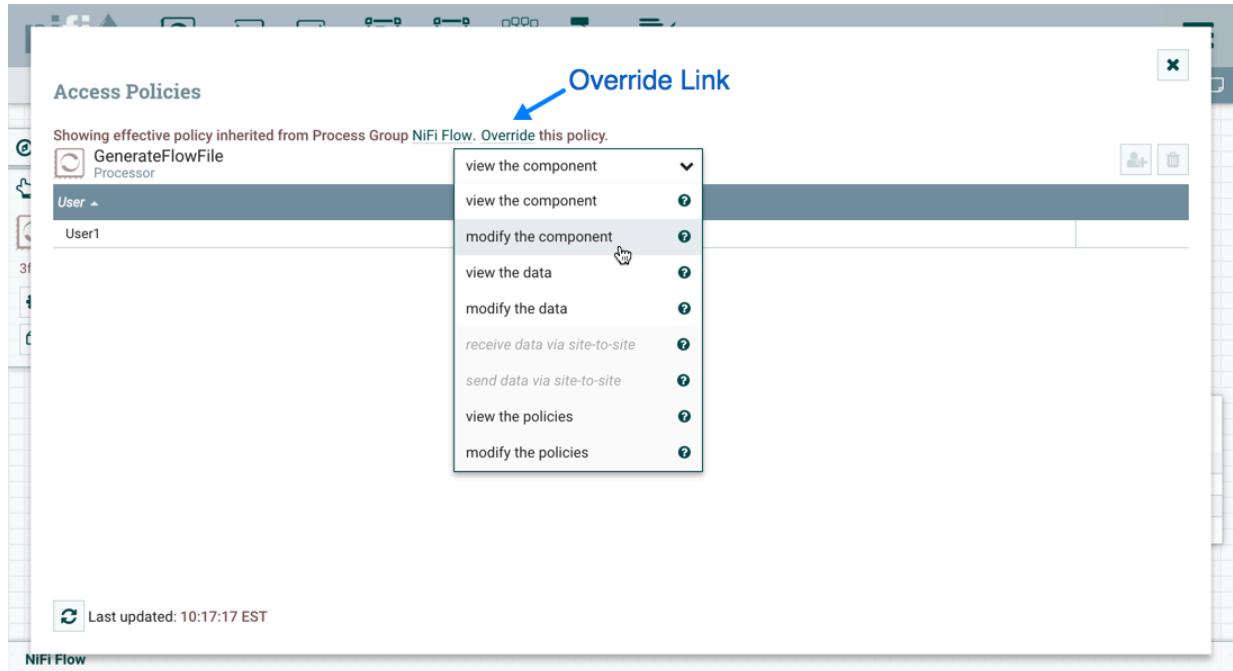 Override Link
Access Policies
Showing effective policy inherited from Process Group NiFi Flow. Override this policy.
GenerateFlowFile
Processor
view the component
User
view the component
User1
modify the component
view the data
modify the data
receive data via site-to-site
send data via site-to-site
view the policies
modify the policies
Last updated: 10:17:17 EST
NiFi Flow